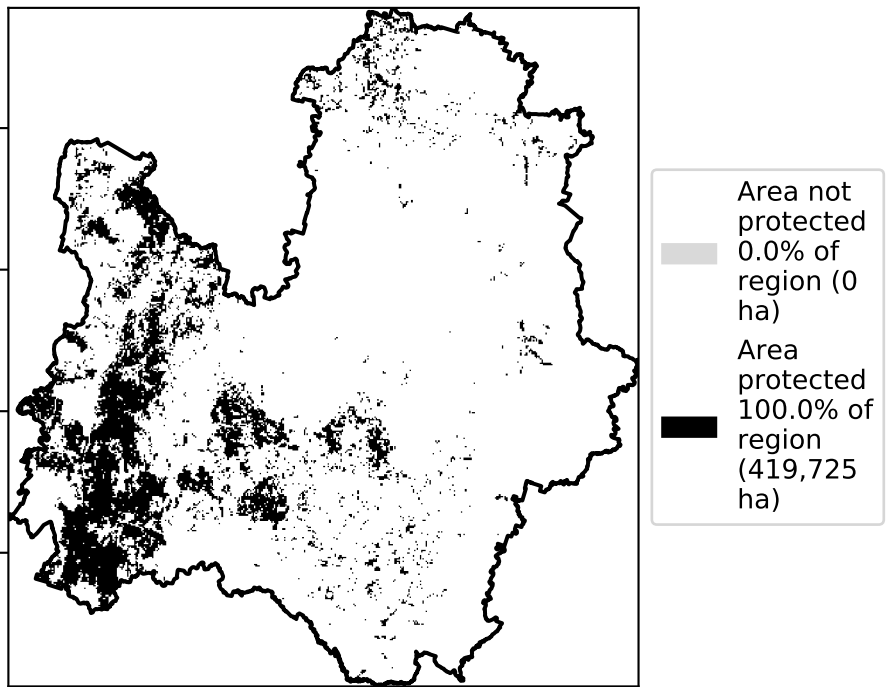 Area not
protected
0.0% of
region (0
ha)
Area
protected
100.0% of
region
(419,725
ha)